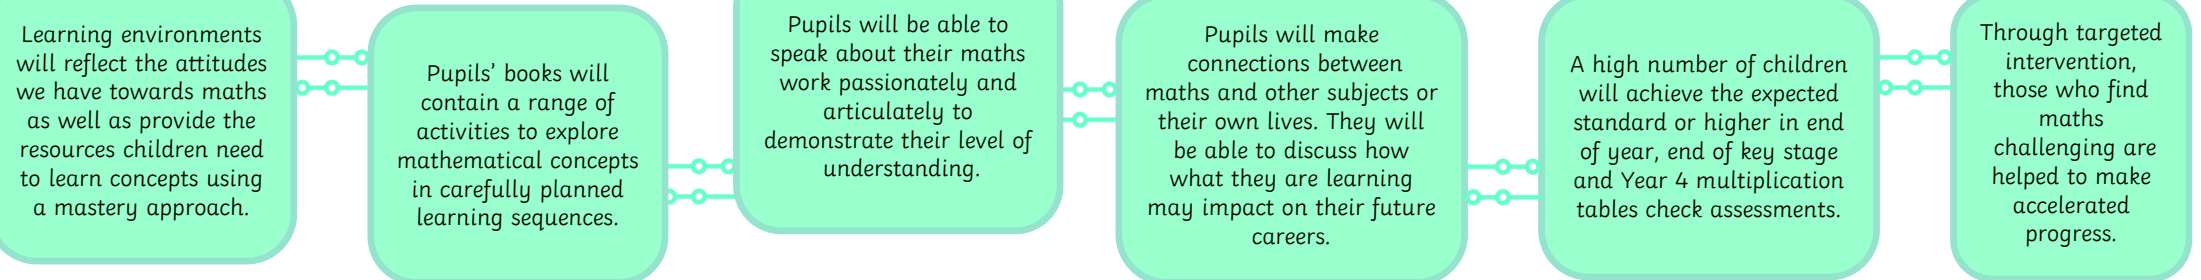 Learning environments
will reflect the attitudes
we have towards maths
as well as provide the
resources children need
to learn concepts using
a mastery approach.
Pupils' books will
contain a range of
activities to explore
mathematical concepts
in carefully planned
learning sequences.
Pupils will be able to
speak about their maths
work passionately and
articulately to
demonstrate their level of
understanding.
Pupils will make
connections between
maths and other subjects or
their own lives. They will
be able to discuss how
what they are learning
may impact on their future
careers.
A high number of children
will achieve the expected
standard or higher in end
of year, end of key stage
and Year 4 multiplication
tables check assessments.
Through targeted
intervention,
those who find
maths
challenging are
helped to make
accelerated
progress.